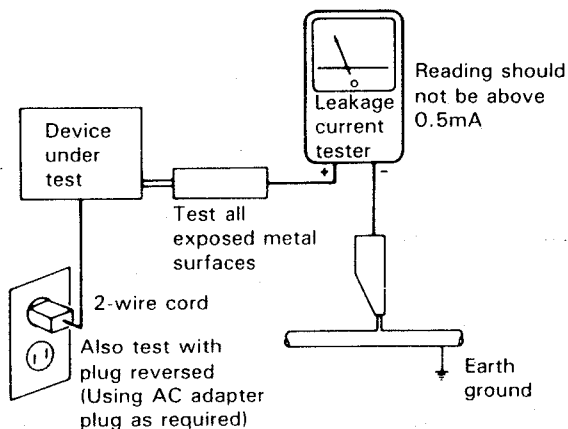 Device
under
test
Leakage
current
tester
+
-
Reading should
not be above
0.5mA
Test all
exposed metal
surfaces
2-wire cord
Also test with
plug reversed
(Using AC adapter
plug as required)
Earth
ground